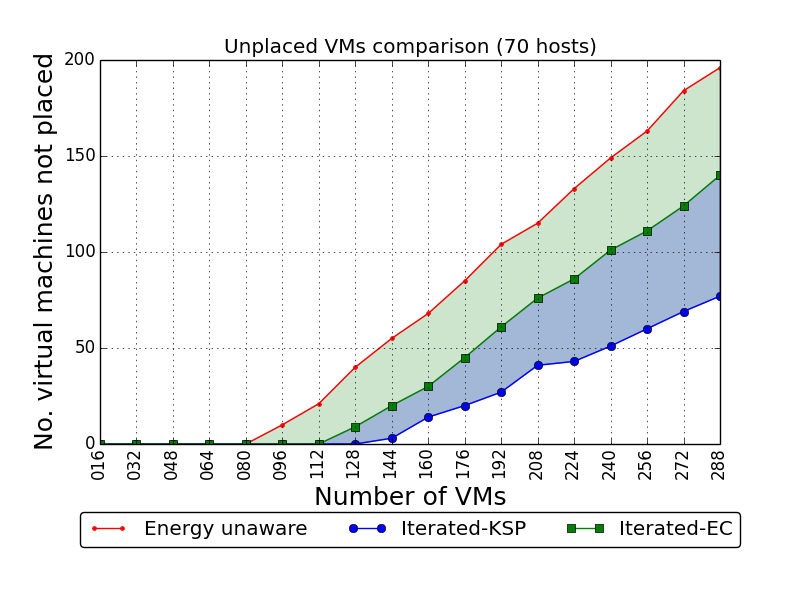 Unplaced VMs comparison (70 hosts)
No. virtual machines not placed
200
150
100
50
0
016 032 048 064 080 096 112 128 144 160 176 192 208 224 240 256 272 288
Number of VMs
Energy unaware Iterated-KSP Iterated-EC